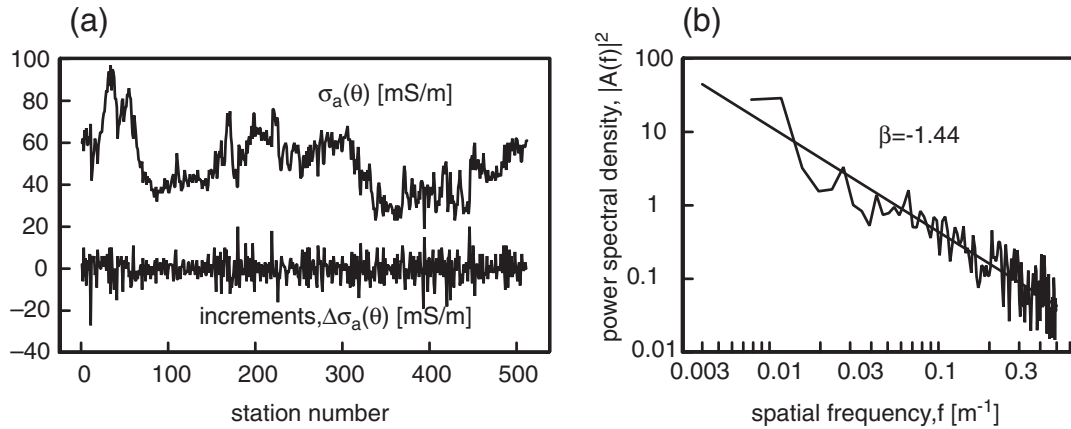 (a)
100
80
60
40
20
0
−20
−40
σa(θ) [mS/m]
increments,Δσa(θ) [mS/m]
0 100 200 300 400 500
station number
(b)
power spectral density, |A(f)|²
100
10
1
0.1
0.01
β=-1.44
0.003 0.01 0.03 0.1 0.3
spatial frequency,f [m⁻¹]